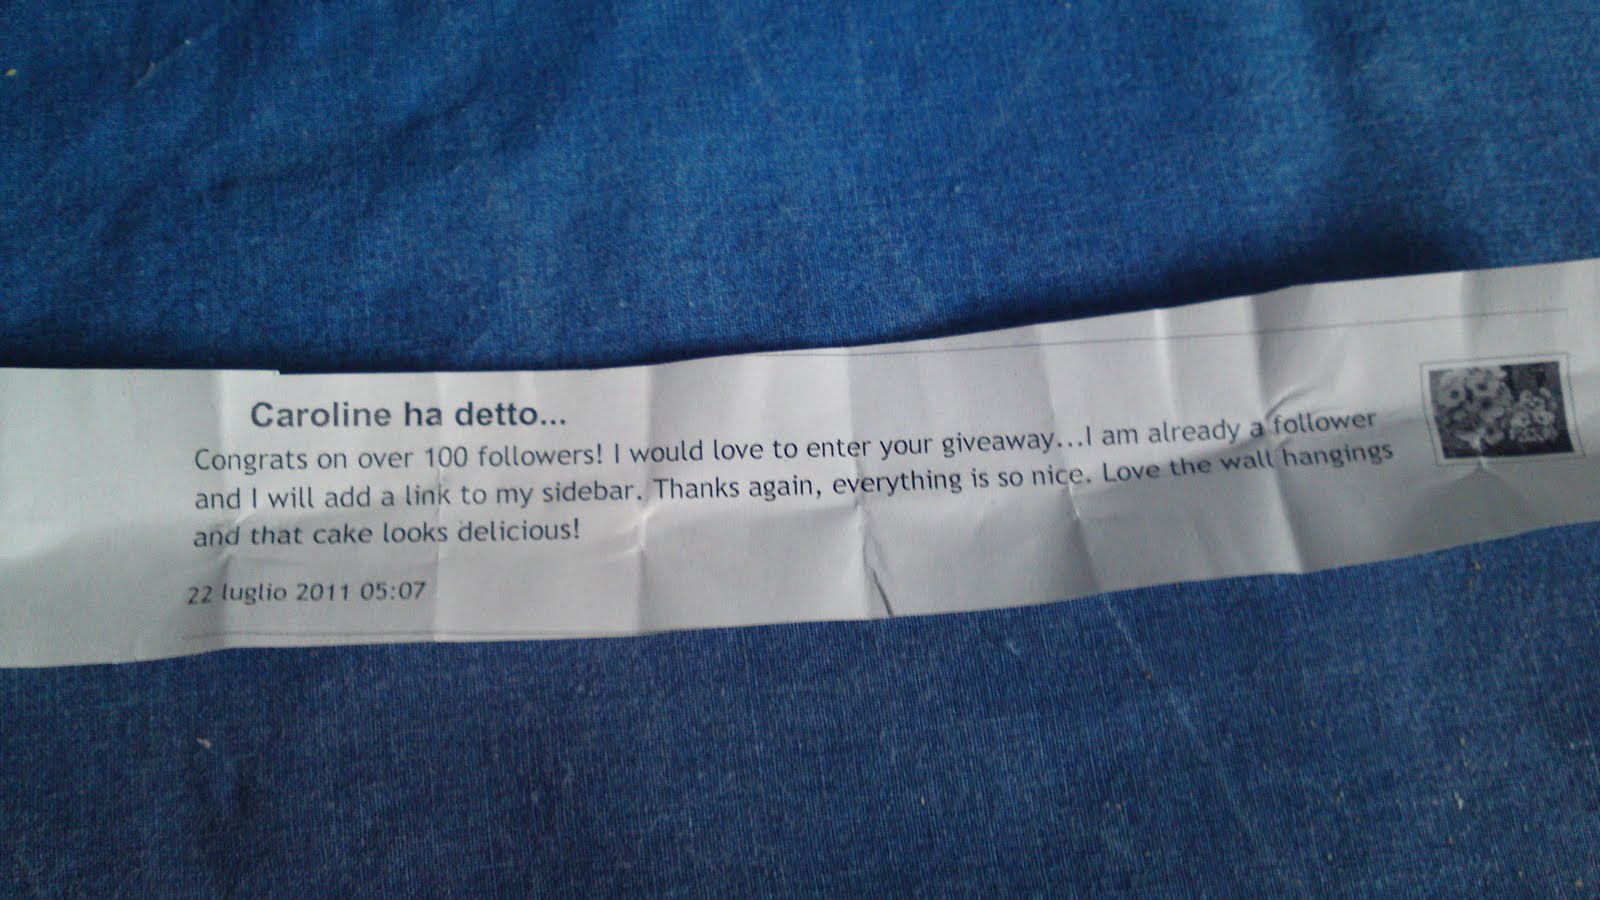 Caroline ha detto...
Congrats on over 100 followers! I would love to enter your giveaway...I am already a follower
and I will add a link to my sidebar. Thanks again, everything is so nice. Love the wall hangings
and that cake looks delicious!
22 luglio 2011 05:07